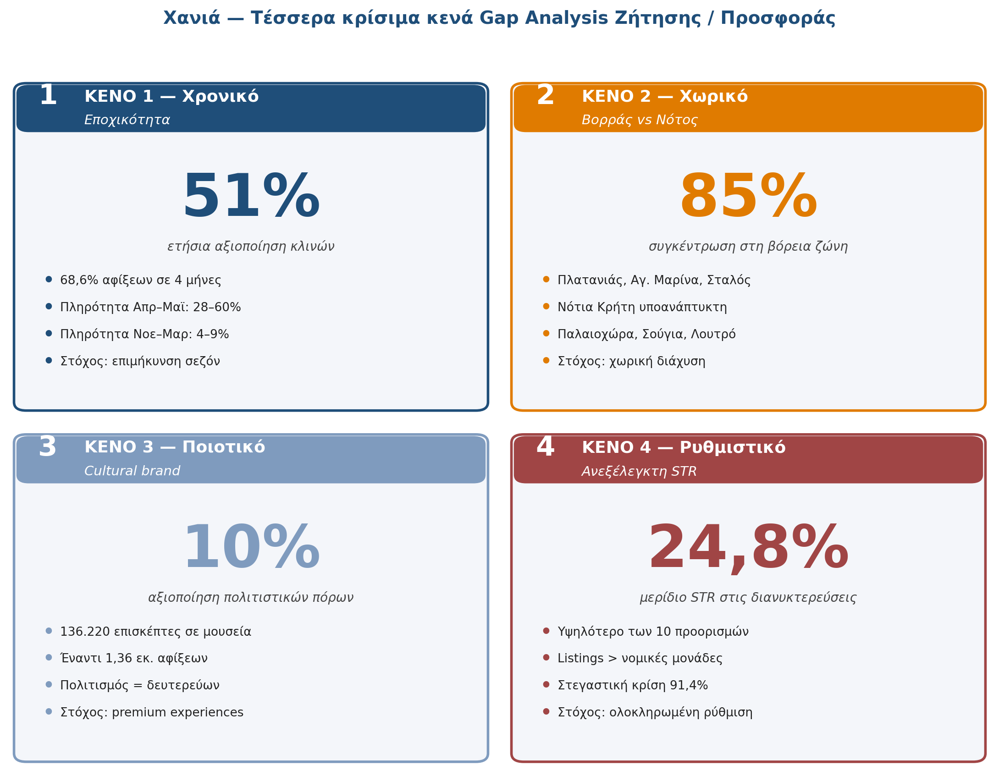 Χανιά — Τέσσερα κρίσιμα κενά Gap Analysis Ζήτησης / Προσφοράς
1
ΚΕΝΟ 1 — Χρονικό
Εποχικότητα
51%
ετήσια αξιοποίηση κλινών
68,6% αφίξεων σε 4 μήνες
Πληρότητα Απρ–Μαϊ: 28–60%
Πληρότητα Νοε–Μαρ: 4–9%
Στόχος: επιμήκυνση σεζόν
2
ΚΕΝΟ 2 — Χωρικό
Βορράς vs Νότος
85%
συγκέντρωση στη βόρεια ζώνη
Πλατανιάς, Αγ. Μαρίνα, Σταλός
Νότια Κρήτη υποανάπτυκτη
Παλαιοχώρα, Σούγια, Λουτρό
Στόχος: χωρική διάχυση
3
ΚΕΝΟ 3 — Ποιοτικό
Cultural brand
10%
αξιοποίηση πολιτιστικών πόρων
136.220 επισκέπτες σε μουσεία
Έναντι 1,36 εκ. αφίξεων
Πολιτισμός = δευτερεύων
Στόχος: premium experiences
4
ΚΕΝΟ 4 — Ρυθμιστικό
Ανεξέλεγκτη STR
24,8%
μερίδιο STR στις διανυκτερεύσεις
Υψηλότερο των 10 προορισμών
Listings > νομικές μονάδες
Στεγαστική κρίση 91,4%
Στόχος: ολοκληρωμένη ρύθμιση